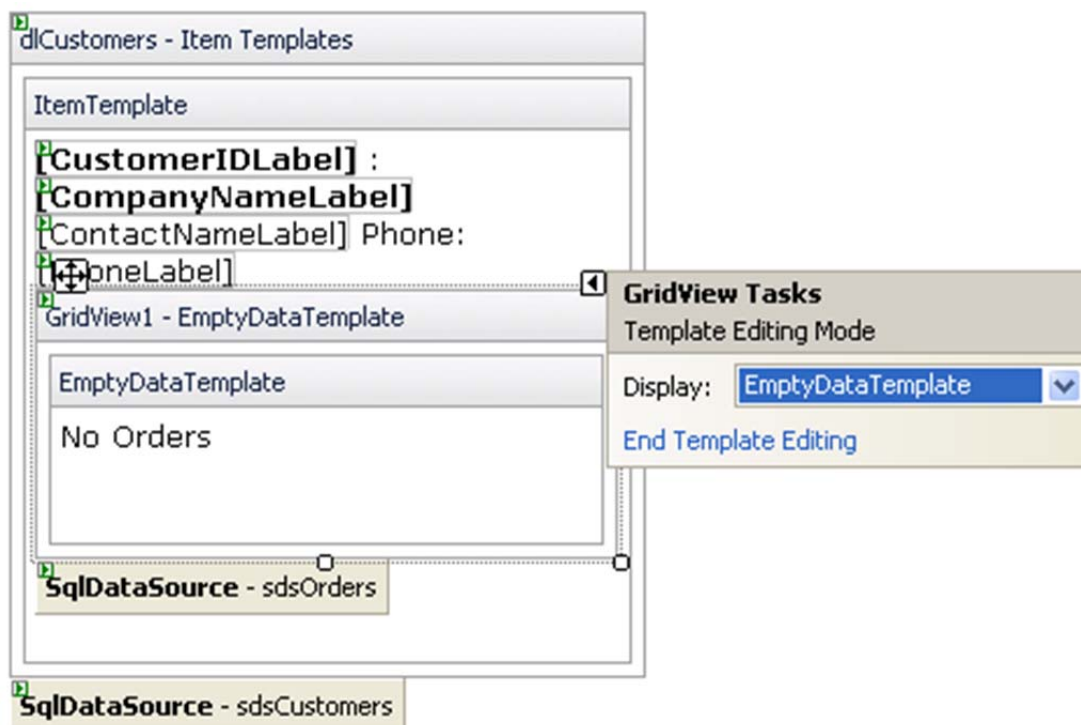 dlCustomers - Item Templates
ItemTemplate
[CustomerIDLabel] :
[CompanyNameLabel]
[ContactNameLabel] Phone:
oneLabel]
GridView1 - EmptyDataTemplate
EmptyDataTemplate
No Orders
SqlDataSource - sdsOrders
SqlDataSource - sdsCustomers
GridView Tasks
Template Editing Mode
Display: EmptyDataTemplate
End Template Editing